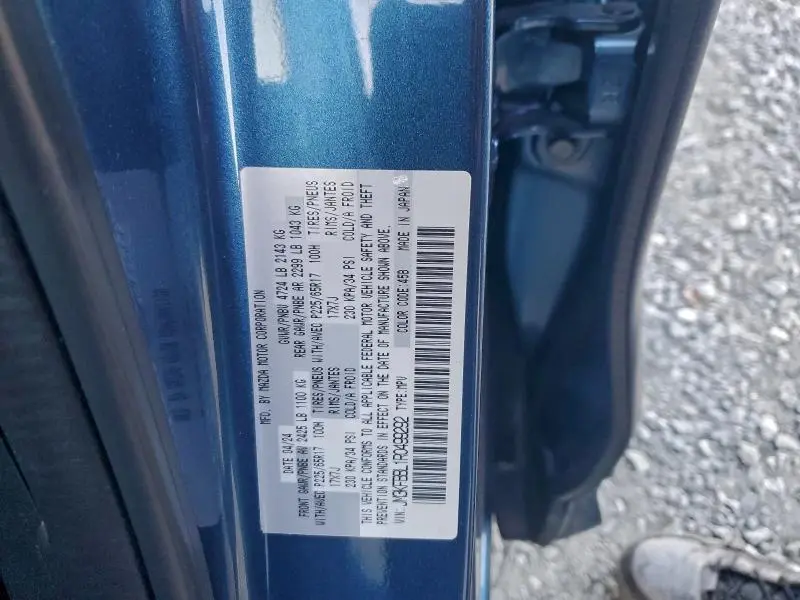 MFD. BY MAZDA MOTOR CORPORATION
DATE 04/24 GVWR/PNBV 4724 LB 2143 KG
FRONT GAWR/PNBE AV 2425 LB 1100 KG REAR GAWR/PNBE AR 2299 LB 1043 KG
WITH/AVEC P225/65R17 100H TIRES/PNEUS WITH/AVEC P225/65R17 100H TIRES/PNEUS
17X7J RIMS/JANTES 17X7J RIMS/JANTES
230 KPA/34 PSI COLD/A FROID 230 KPA/34 PSI COLD/A FROID
THIS VEHICLE CONFORMS TO ALL APPLICABLE FEDERAL MOTOR VEHICLE SAFETY AND THEFT
PREVENTION STANDARDS IN EFFECT ON THE DATE OF MANUFACTURE SHOWN ABOVE.
VIN: JM3KFBBL1R0499292 TYPE:MPV COLOR CODE:45B MADE IN JAPAN